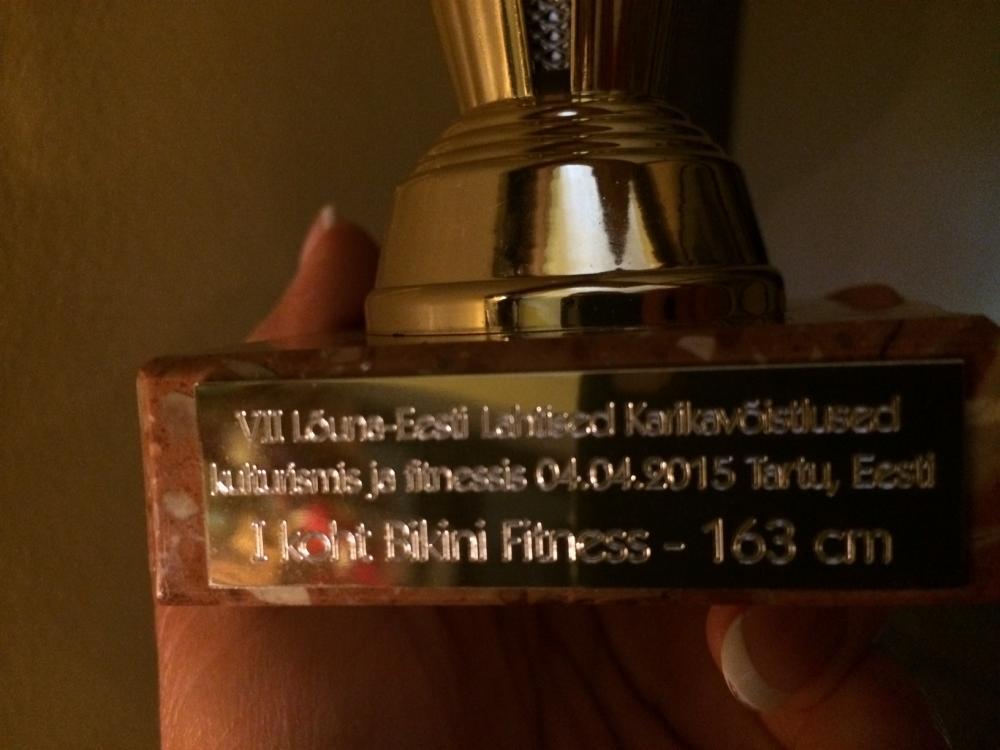 VII Lõuna-Eesti Lahtised Karikavõistlused
kulturismis ja fitnessis 04.04.2015 Tartu, Eesti
I koht Bikini Fitness - 163 cm